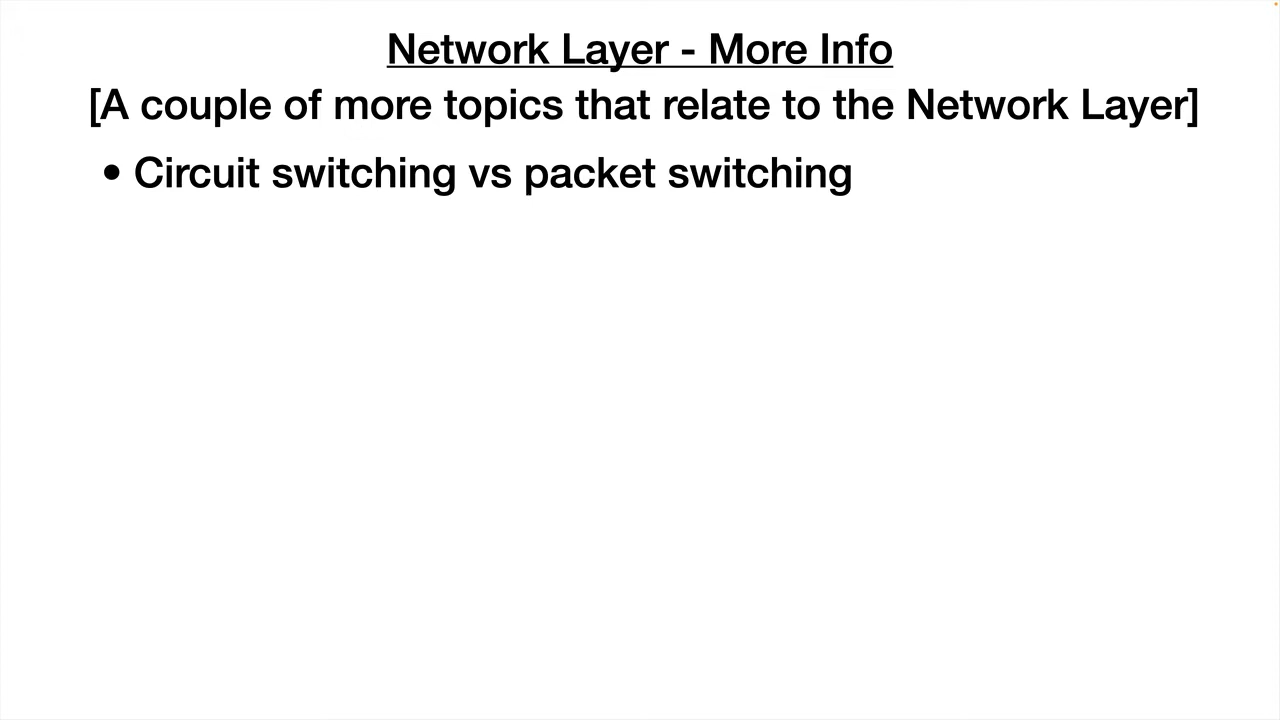 Network Layer - More Info
[A couple of more topics that relate to the Network Layer]
• Circuit switching vs packet switching